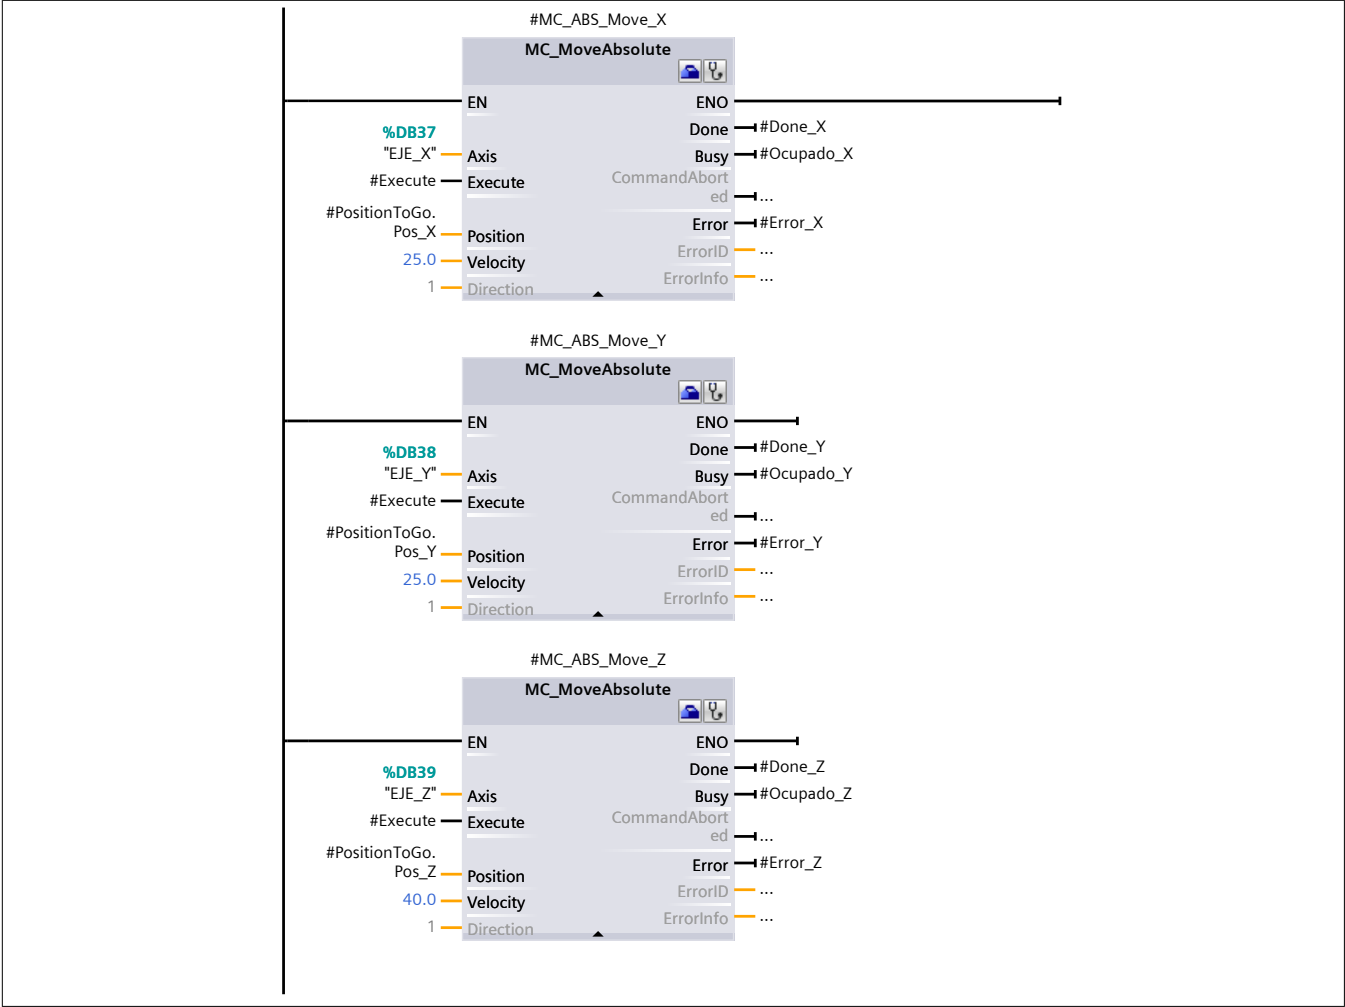 #MC_ABS_Move_X
MC_MoveAbsolute
EN ENO
Done #Done_X
%DB37
"EJE_X" Axis Busy #Ocupado_X
#Execute Execute CommandAbort
ed ...
#PositionToGo.
Pos_X Position Error #Error_X
25.0 Velocity ErrorID ...
1 Direction ErrorInfo ...
#MC_ABS_Move_Y
MC_MoveAbsolute
EN ENO
Done #Done_Y
%DB38
"EJE_Y" Axis Busy #Ocupado_Y
#Execute Execute CommandAbort
ed ...
#PositionToGo.
Pos_Y Position Error #Error_Y
25.0 Velocity ErrorID ...
1 Direction ErrorInfo ...
#MC_ABS_Move_Z
MC_MoveAbsolute
EN ENO
Done #Done_Z
%DB39
"EJE_Z" Axis Busy #Ocupado_Z
#Execute Execute CommandAbort
ed ...
#PositionToGo.
Pos_Z Position Error #Error_Z
40.0 Velocity ErrorID ...
1 Direction ErrorInfo ...